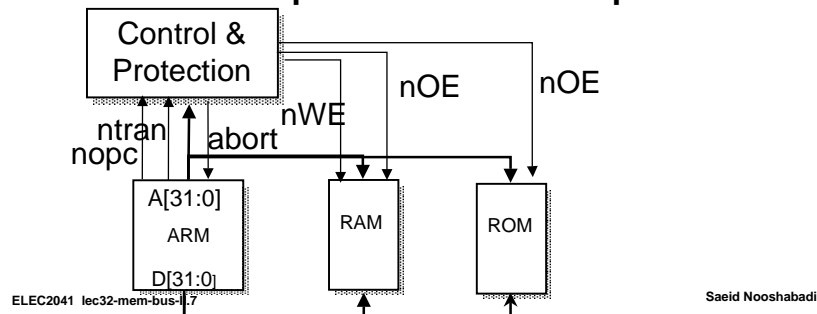 Control &
Protection
nOE
nOE
nWE
ntran
abort
nopc
A[31:0]
ARM
RAM
ROM
D[31:0]
ELEC2041 lec32-mem-bus-II.7
Saeid Nooshabadi